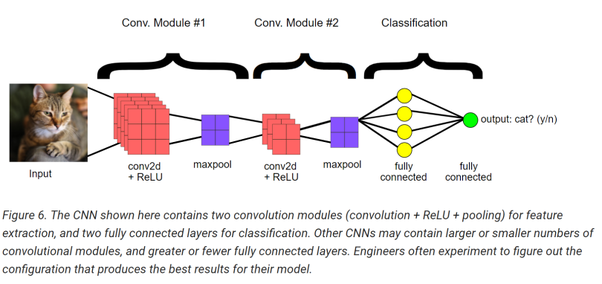 Conv. Module #1
Conv. Module #2
Classification
Input
conv2d
+ ReLU
maxpool
conv2d
+ ReLU
maxpool
fully
connected
fully
connected
output: cat? (y/n)
Figure 6. The CNN shown here contains two convolution modules (convolution + ReLU + pooling) for feature
extraction, and two fully connected layers for classification. Other CNNs may contain larger or smaller numbers of
convolutional modules, and greater or fewer fully connected layers. Engineers often experiment to figure out the
configuration that produces the best results for their model.